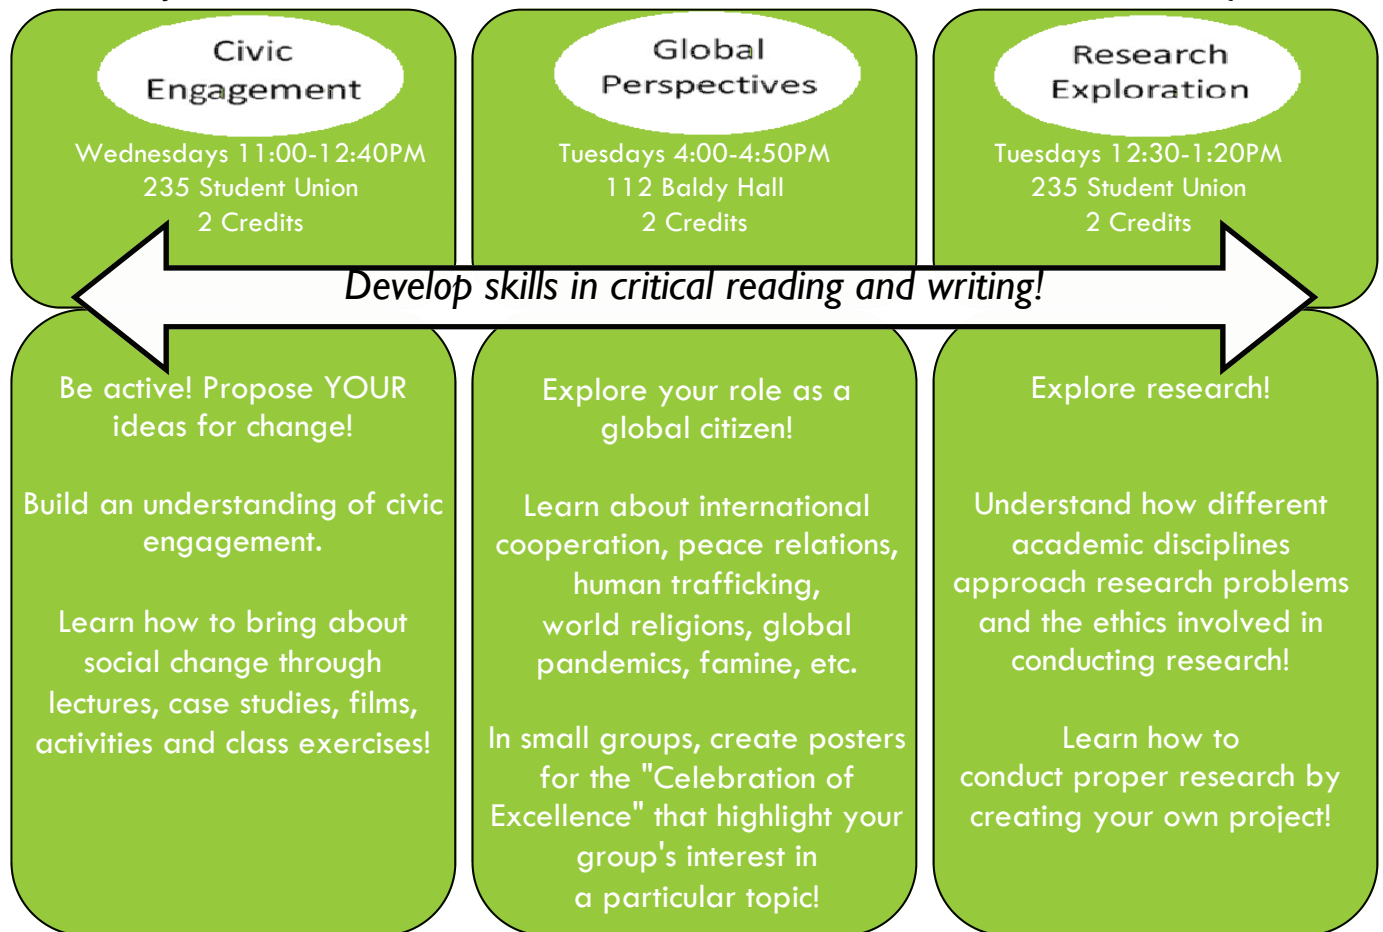 Civic
Engagement
Wednesdays 11:00-12:40PM
235 Student Union
2 Credits
Global
Perspectives
Tuesdays 4:00-4:50PM
112 Baldy Hall
2 Credits
Research
Exploration
Tuesdays 12:30-1:20PM
235 Student Union
2 Credits
Develop skills in critical reading and writing!
Be active! Propose YOUR
ideas for change!
Build an understanding of civic
engagement.
Learn how to bring about
social change through
lectures, case studies, films,
activities and class exercises!
Explore your role as a
global citizen!
Learn about international
cooperation, peace relations,
human trafficking,
world religions, global
pandemics, famine, etc.
In small groups, create posters
for the "Celebration of
Excellence" that highlight your
group's interest in
a particular topic!
Explore research!
Understand how different
academic disciplines
approach research problems
and the ethics involved in
conducting research!
Learn how to
conduct proper research by
creating your own project!